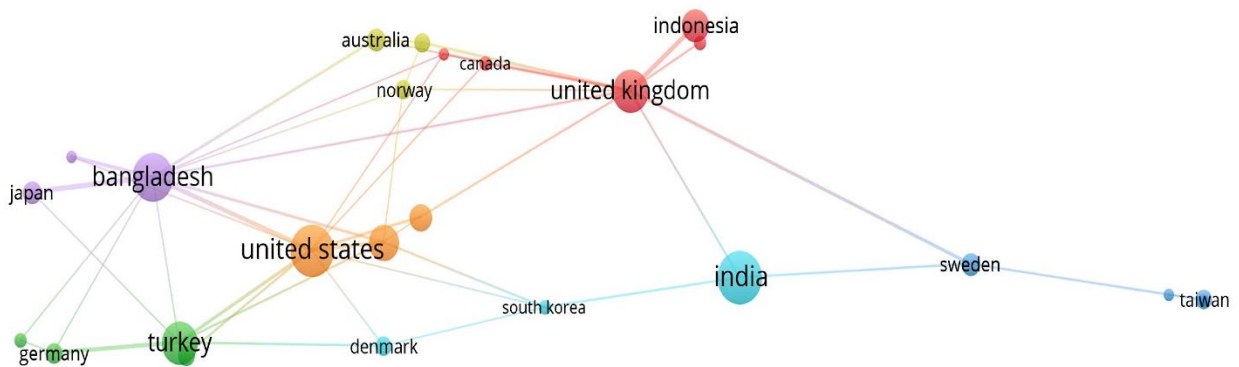 indonesia
australia
canada
norway
united kingdom
bangladesh
japan
united states
india
sweden
taiwan
south korea
turkey
denmark
germany